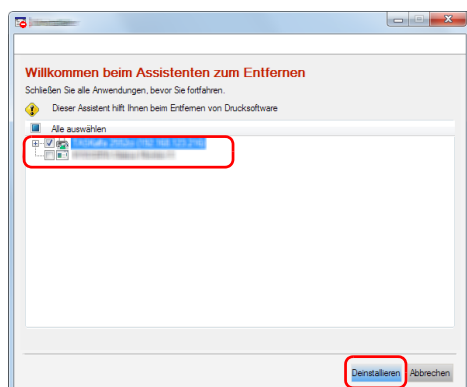 Willkommen beim Assistenten zum Entfernen
Schließen Sie alle Anwendungen, bevor Sie fortfahren.
Dieser Assistent hilft Ihnen beim Entfernen von Drucksoftware
Alle auswählen
Deinstallieren
Abbrechen